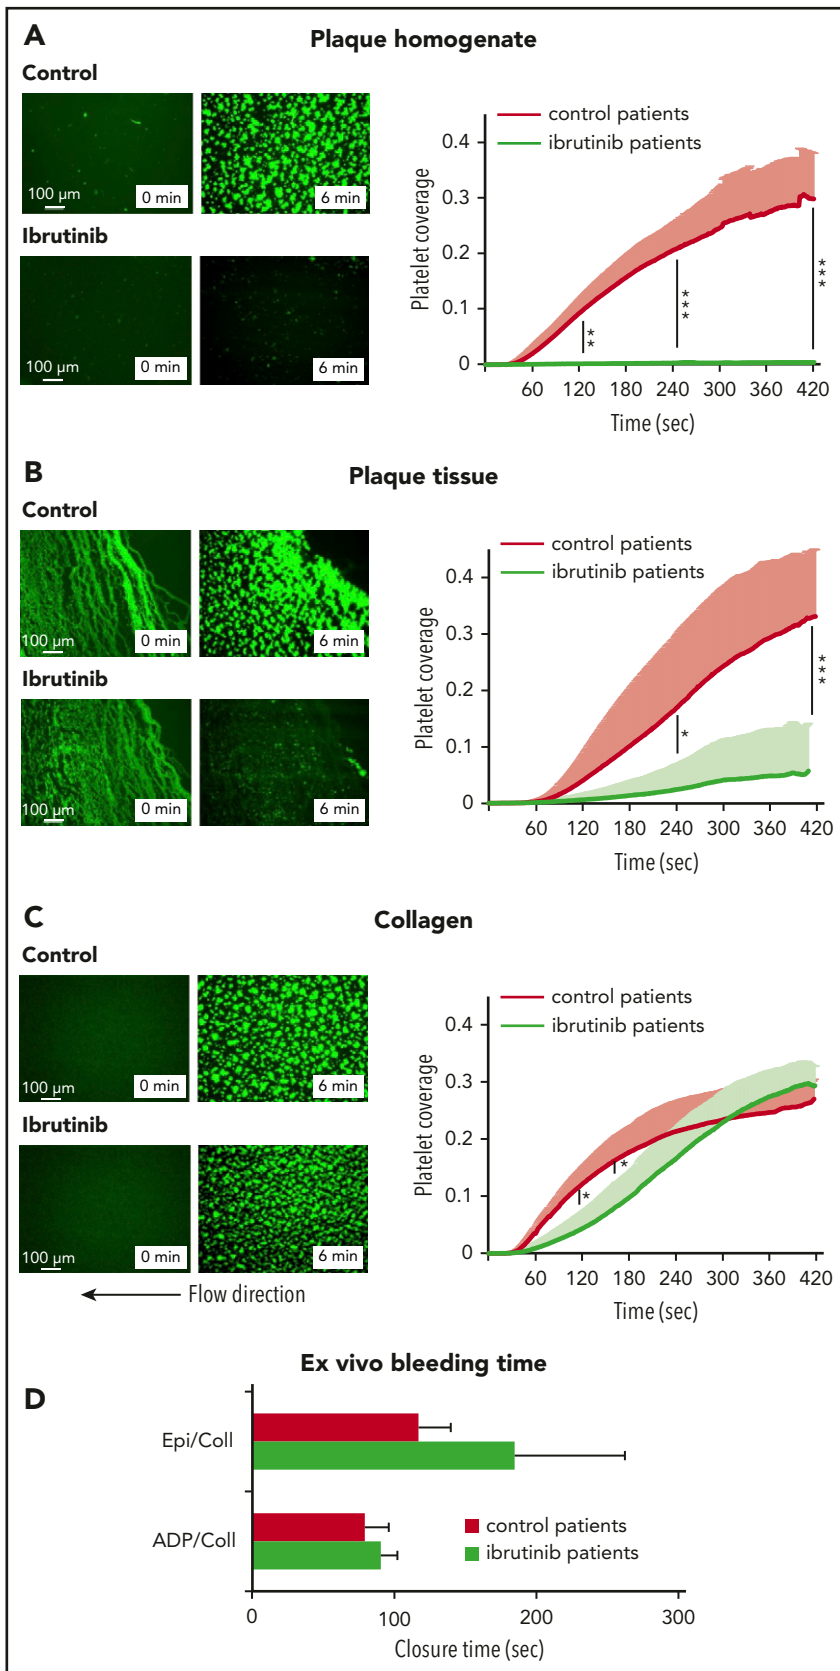 A
Plaque homogenate
Control
100 µm
0 min
6 min
Ibrutinib
100 µm
0 min
6 min
control patients
ibrutinib patients
Platelet coverage
0.4
0.3
0.2
0.1
0
**
***
***
60 120 180 240 300 360 420
Time (sec)
B
Plaque tissue
Control
100 µm
0 min
6 min
Ibrutinib
100 µm
0 min
6 min
control patients
ibrutinib patients
Platelet coverage
0.4
0.3
0.2
0.1
0
*
***
60 120 180 240 300 360 420
Time (sec)
C
Collagen
Control
100 µm
0 min
6 min
Ibrutinib
100 µm
0 min
6 min
Flow direction
control patients
ibrutinib patients
Platelet coverage
0.4
0.3
0.2
0.1
0
*
*
60 120 180 240 300 360 420
Time (sec)
Ex vivo bleeding time
D
Epi/Coll
ADP/Coll
control patients
ibrutinib patients
0 100 200 300
Closure time (sec)